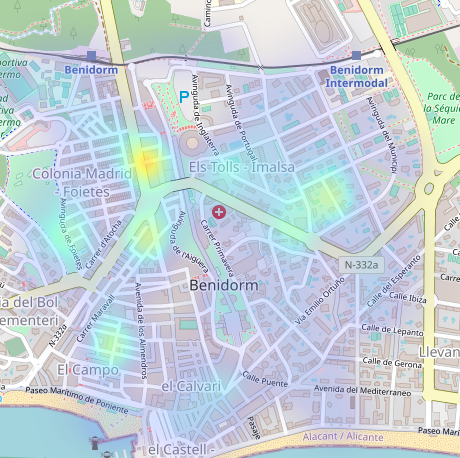 Camino
portiva
ermo
Benidorm
Benidorm
Intermodal
P
Parc de
la Séquia
Mare
Avinguda d'Inglaterra
Avinguda de Portugal
Avinguda del Municipi
Colonia Madrid
- Foietes
Els Tolls - Imalsa
Avinguda de Foietes
Carrer d'Atocha
Avinguda
de l'Aigüera
Carrer Primavera
N-332a
Benidorm
ía del Bol
ementeri
N-332a
Carrer Maravall
Avenida de los Almendros
Vía Emilio Ortuño
Calle del Esperanto
Calle Ibiza
Calle de Lepanto
Llevan
Calle de Gerona
El Campo
el Calvari
Calle Puente
Avenida del Mediterraneo
Paseo Marítimo de Poniente
Pasaje
Paseo Marí
Alacant / Alicante
el Castell -